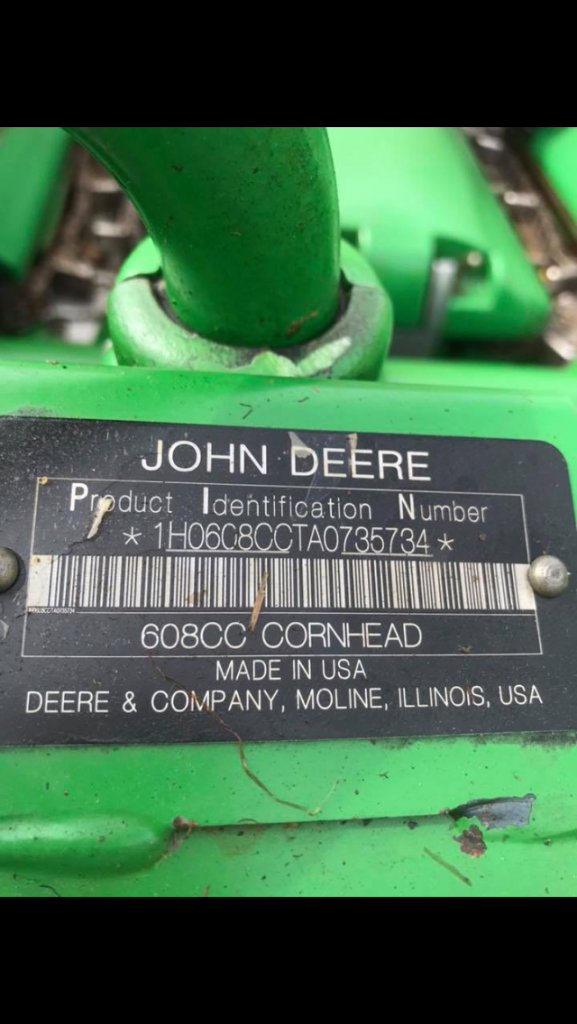 JOHN DEERE
Product Identification Number
*1H0608CCTA0735734*
608CC CORNHEAD
MADE IN USA
DEERE & COMPANY, MOLINE, ILLINOIS, USA